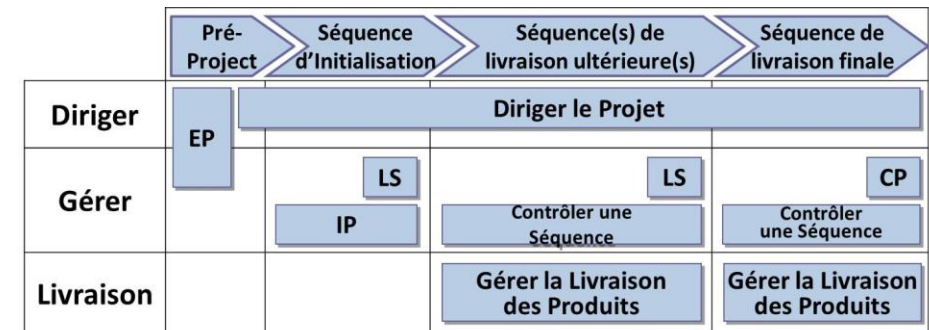 Pré-
Project
Séquence
d'Initialisation
Séquence(s) de
livraison ultérieure(s)
Séquence de
livraison finale
Diriger
EP
Diriger le Projet
Gérer
LS
LS
CP
IP
Contrôler une
Séquence
Contrôler
une Séquence
Livraison
Gérer la Livraison
des Produits
Gérer la Livraison
des Produits